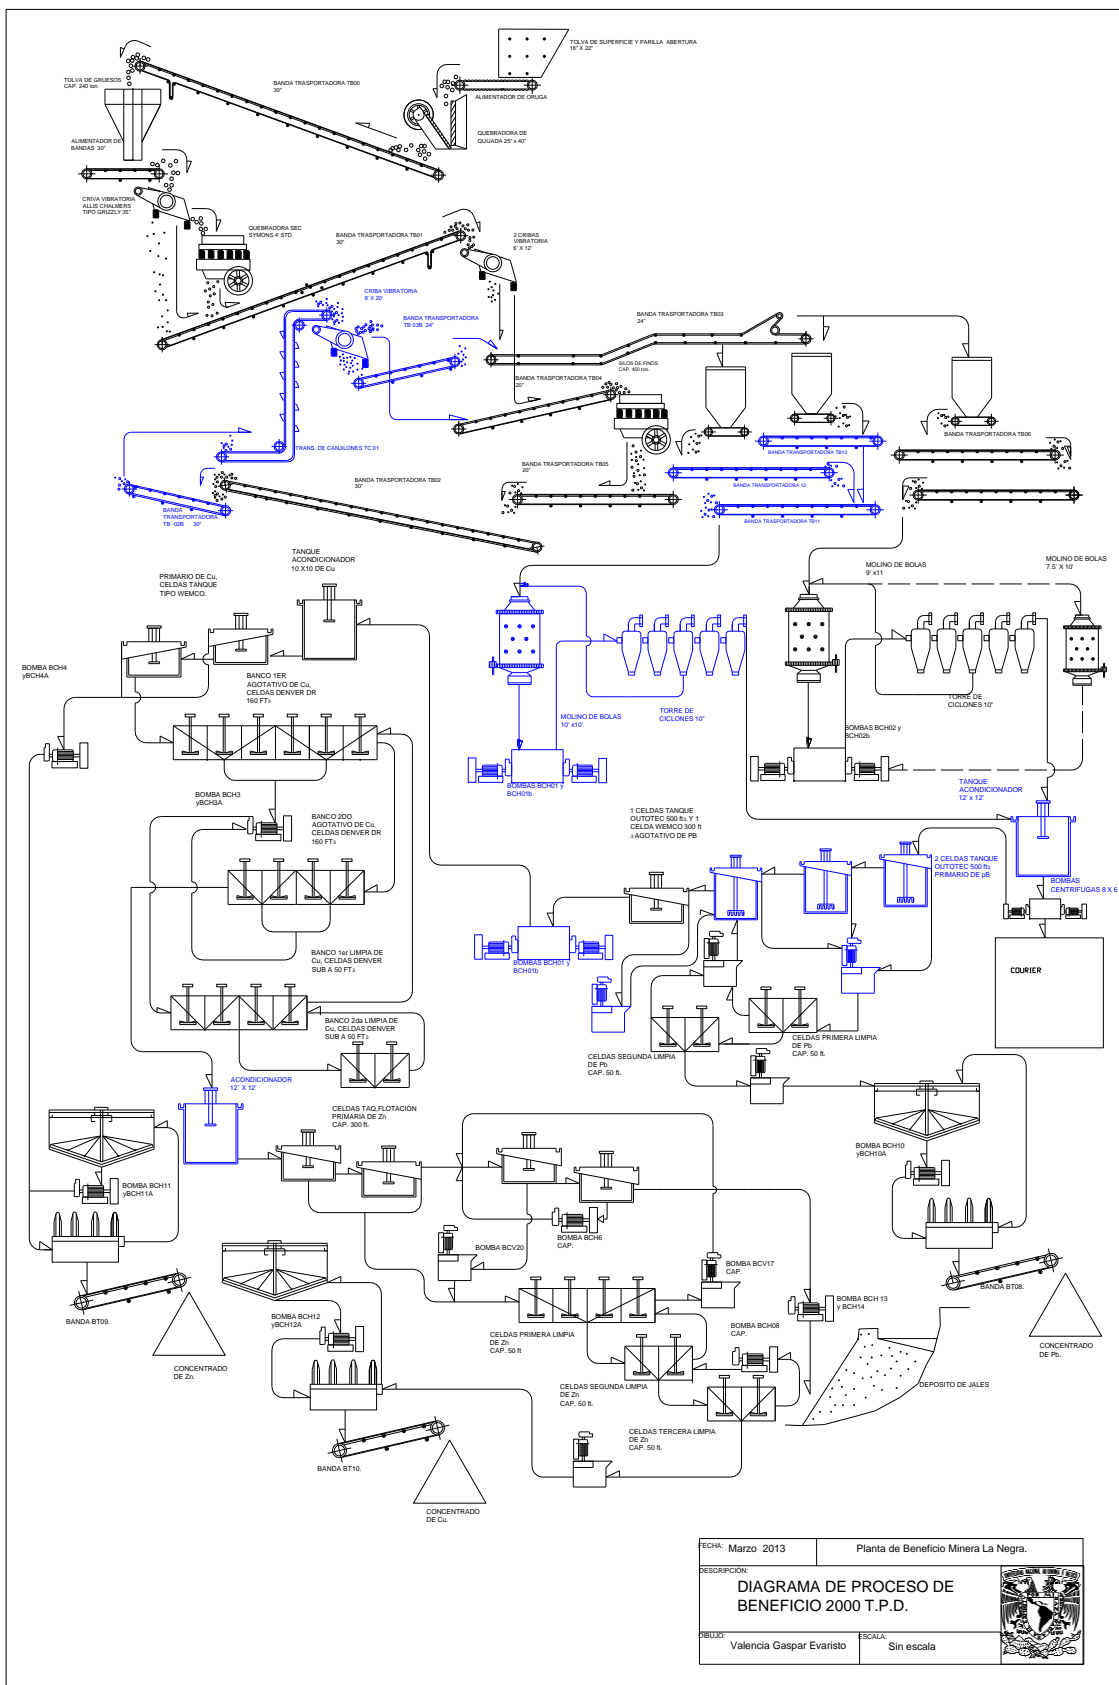 TOLVA DE SUPERFICIE Y PARILLA ABERTURA
18" X 22"
TOLVA DE GRUESOS
CAP. 240 ton.
BANDA TRASPORTADORA TB00
30"
ALIMENTADOR DE ORUGA
QUEBRADORA DE
QUIJADA 25" x 40"
ALIMENTADOR DE
BANDAS 30"
CRIVA VIBRATORIA
ALLIS CHALMERS
TIPO GRIZZLY 35"
QUEBRADORA SEC
SYMONS 4' STD.
BANDA TRASPORTADORA TB01
30"
2 CRIBAS
VIBRATORIA
6' X 12'
CRIBA VIBRATORIA
8' X 20'
BANDA TRANSPORTADORA
TB 03B 24"
BANDA TRASPORTADORA TB03
24"
SILOS DE FINOS
CAP. 450 ton.
BANDA TRASPORTADORA TB04
20"
TRANS. DE CANJILONES TC 01
BANDA TRASPORTADORA TB06
BANDA TRANSPORTADORA TB13
BANDA TRASPORTADORA TB05
20"
BANDA TRANSPORTADORA 12
BANDA TRASPORTADORA TB02
30"
BANDA
TRANSPORTADORA
TB -02B 30"
BANDA TRASPORTADORA TB11
TANQUE
ACONDICIONADOR
10 X10 DE Cu
PRIMARIO DE Cu,
CELDAS TANQUE
TIPO WEMCO.
MOLINO DE BOLAS
9' x11
MOLINO DE BOLAS
7.5' X 10'
BOMBA BCH4
yBCH4A
BANCO 1ER
AGOTATIVO DE Cu,
CELDAS DENVER DR
160 FT3
MOLINO DE BOLAS
10' x10'
TORRE DE
CICLONES 10"
TORRE DE
CICLONES 10"
BOMBAS BCH02 y
BCH02b
BOMBAS BCH01 y
BCH01b
TANQUE
ACONDICIONADOR
12' x 12'
BOMBA BCH3
yBCH3A
BANCO 2DO
AGOTATIVO DE Cu,
CELDAS DENVER DR
160 FT3
1 CELDAS TANQUE
OUTOTEC 500 ft3, Y 1
CELDA WEMCO 300 ft
3 AGOTATIVO DE PB
2 CELDAS TANQUE
OUTOTEC 500 ft3,
PRIMARIO DE pB
BOMBAS
CENTRIFUGAS 8 X 6
BANCO 1er LIMPIA DE
Cu, CELDAS DENVER
SUB A 50 FT3
BOMBAS BCH01 y
BCH01b
COURIER
BANCO 2da LIMPIA DE
Cu, CELDAS DENVER
SUB A 50 FT3
CELDAS PRIMERA LIMPIA
DE Pb
CAP. 50 ft.
CELDAS SEGUNDA LIMPIA
DE Pb
CAP. 50 ft.
ACONDICIONADOR
12´ X 12'
CELDAS TAQ,FLOTACIÓN
PRIMARIA DE Zn
CAP. 300 ft.
BOMBA BCH11
yBCH11A
BOMBA BCH10
yBCH10A
BOMBA BCV20
BOMBA BCH6
CAP.
BOMBA BCV17
CAP.
BOMBA BCH 13
y BCH14
BANDA BT08.
BANDA BT09.
BOMBA BCH12
yBCH12A
BOMBA BCH08
CAP.
CELDAS PRIMERA LIMPIA
DE Zn
CAP. 50 ft
CONCENTRADO
DE Zn.
CONCENTRADO
DE Pb.
CELDAS SEGUNDA LIMPIA
DE Zn
CAP. 50 ft.
DEPOSITO DE JALES
CELDAS TERCERA LIMPIA
DE Zn
CAP. 50 ft.
BANDA BT10.
CONCENTRADO
DE Cu.
FECHA: Marzo 2013
Planta de Beneficio Minera La Negra.
DESCRIPCIÓN:
DIAGRAMA DE PROCESO DE
BENEFICIO 2000 T.P.D.
DIBUJO: Valencia Gaspar Evaristo
ESCALA: Sin escala